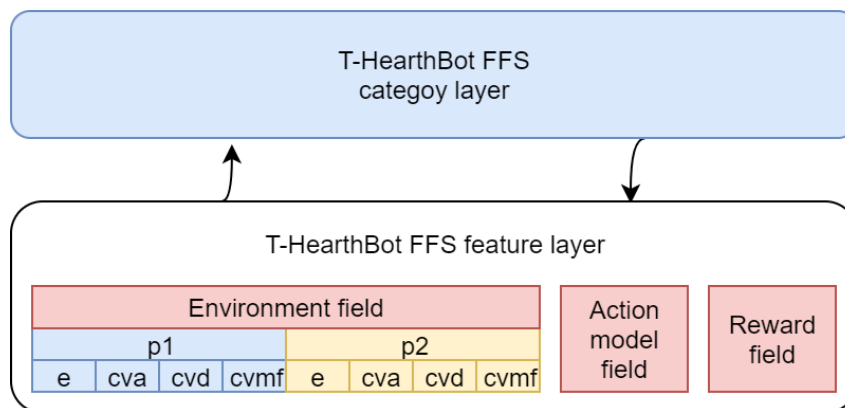 T-HearthBot FFS
categoy layer
T-HearthBot FFS feature layer
Environment field
p1 p2
e cva cvd cvmf e cva cvd cvmf
Action
model
field
Reward
field